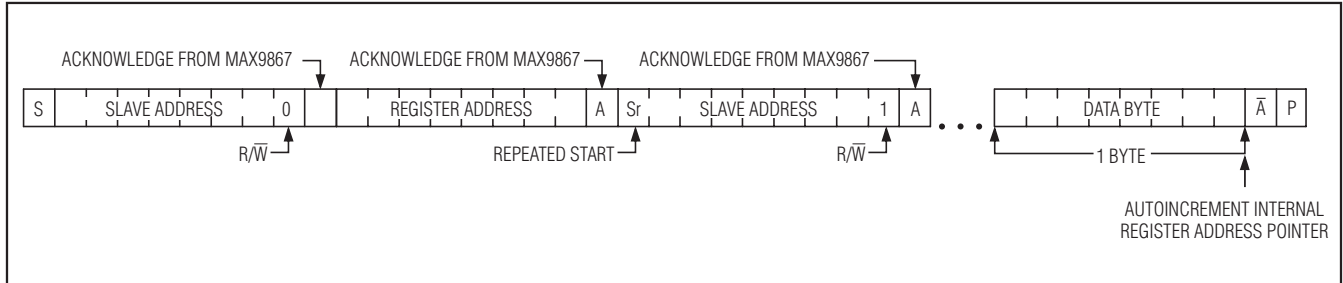 ACKNOWLEDGE FROM MAX9867 ACKNOWLEDGE FROM MAX9867 ACKNOWLEDGE FROM MAX9867
S SLAVE ADDRESS 0 REGISTER ADDRESS A Sr SLAVE ADDRESS 1 A ... DATA BYTE A̅ P
R/W̅ REPEATED START R/W̅ 1 BYTE
AUTOINCREMENT INTERNAL
REGISTER ADDRESS POINTER